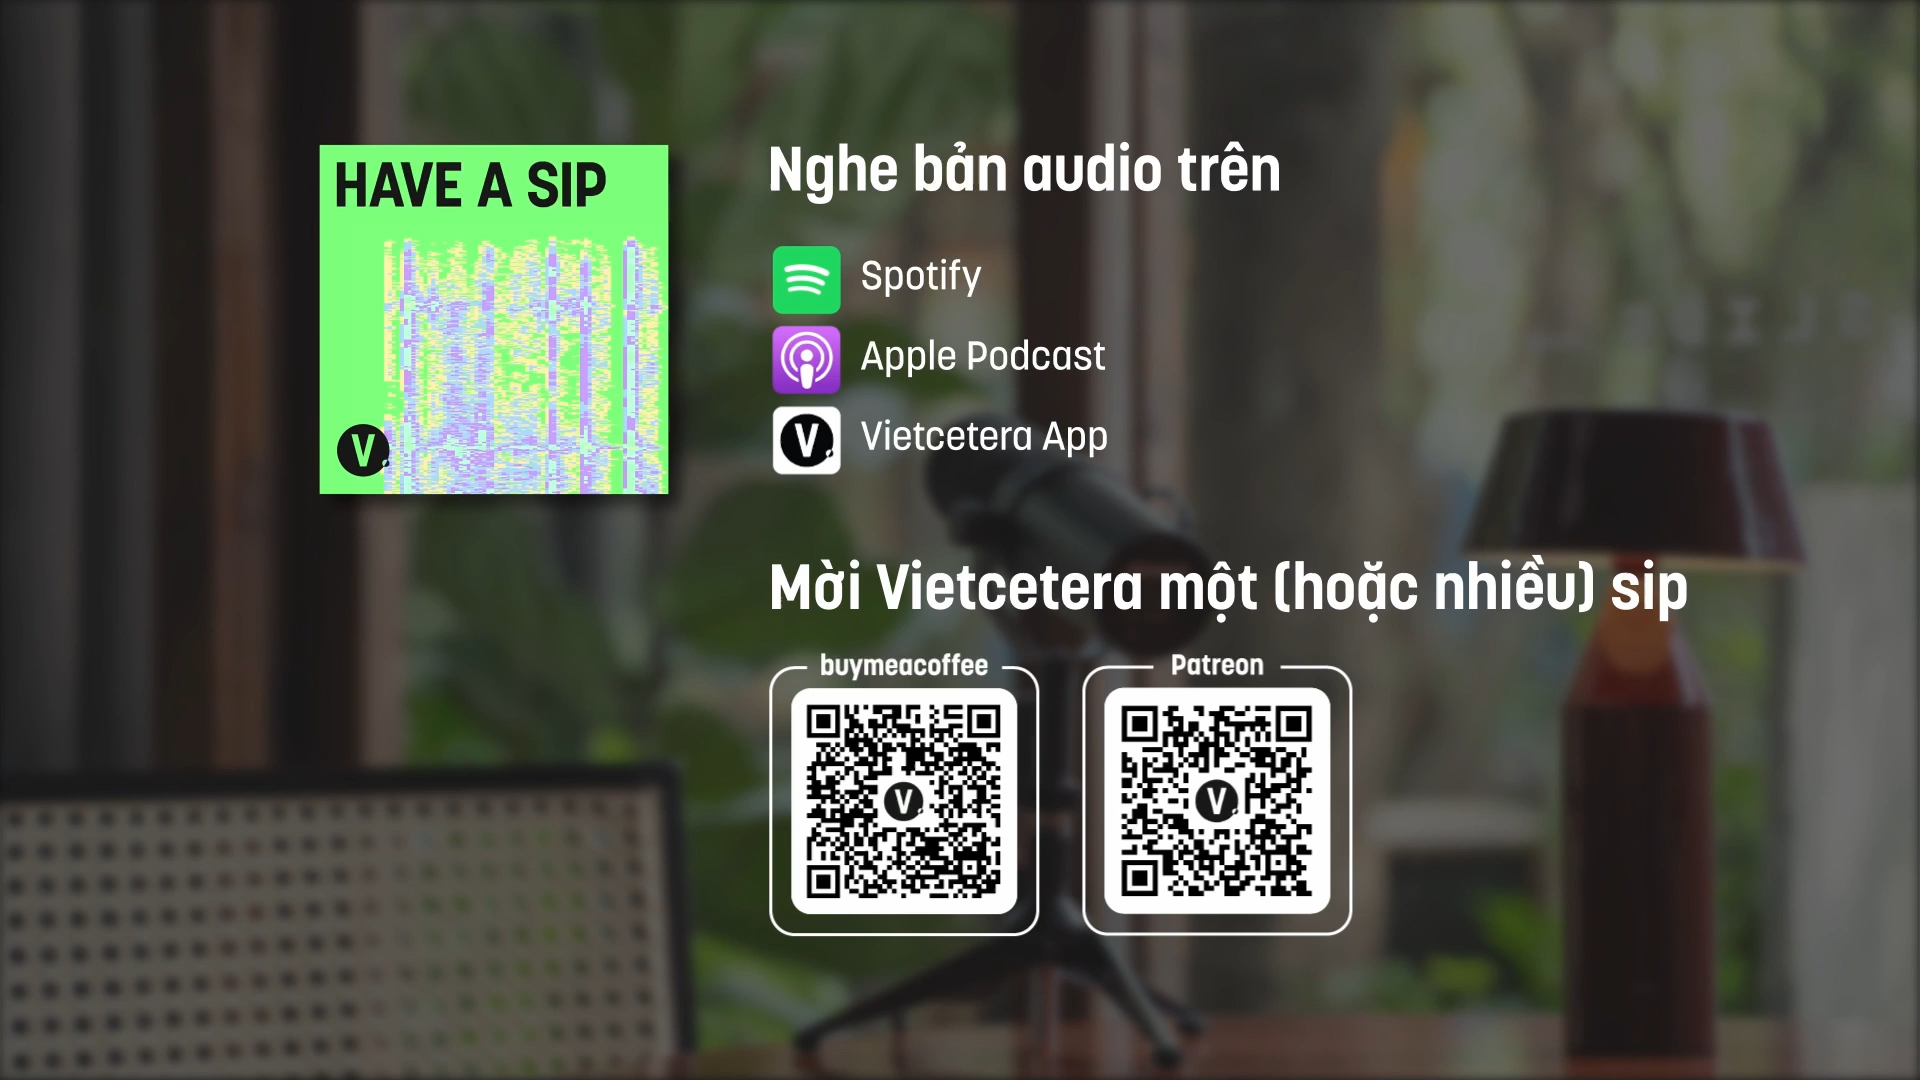 HAVE A SIP
V.
Nghe bản audio trên
Spotify
Apple Podcast
V.
Vietcetera App
Mời Vietcetera một (hoặc nhiều) sip
buymeacoffee
Patreon
V.
V.